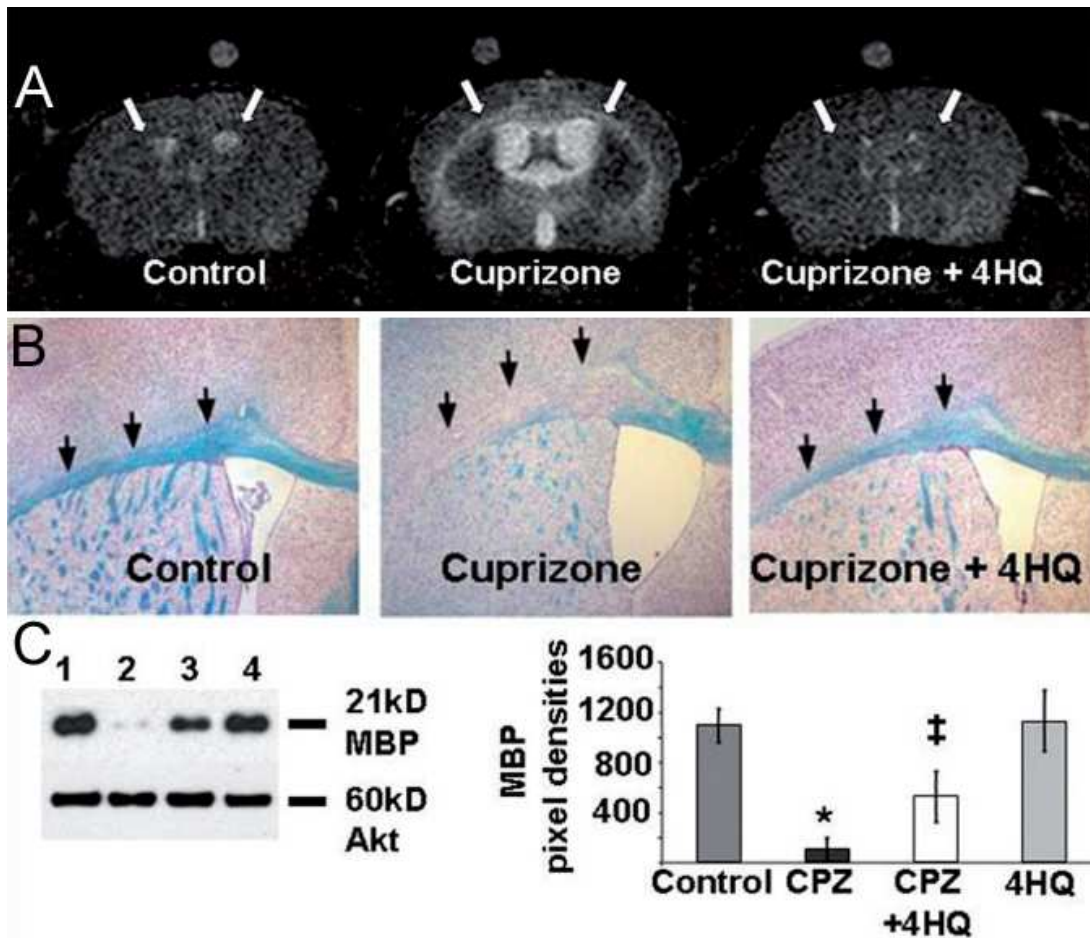 A
Control
Cuprizone
Cuprizone + 4HQ
B
Control
Cuprizone
Cuprizone + 4HQ
C
1 2 3 4
21kD
MBP
60kD
Akt
MBP
pixel densities
1600
1200
800
400
*
‡
Control
CPZ
CPZ
+4HQ
4HQ